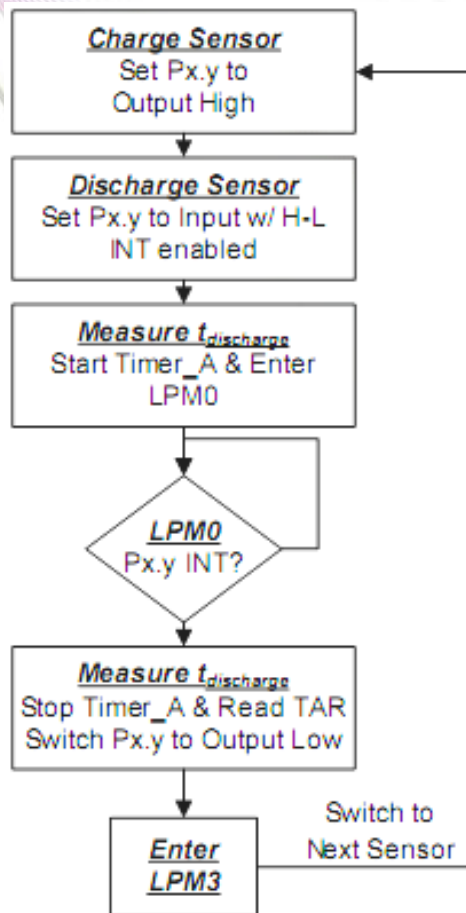 Charge Sensor
Set Px.y to
Output High
Discharge Sensor
Set Px.y to Input w/ H-L
INT enabled
Measure tdischarge
Start Timer_A & Enter
LPM0
LPM0
Px.y INT?
Measure tdischarge
Stop Timer_A & Read TAR
Switch Px.y to Output Low
Enter
LPM3
Switch to
Next Sensor